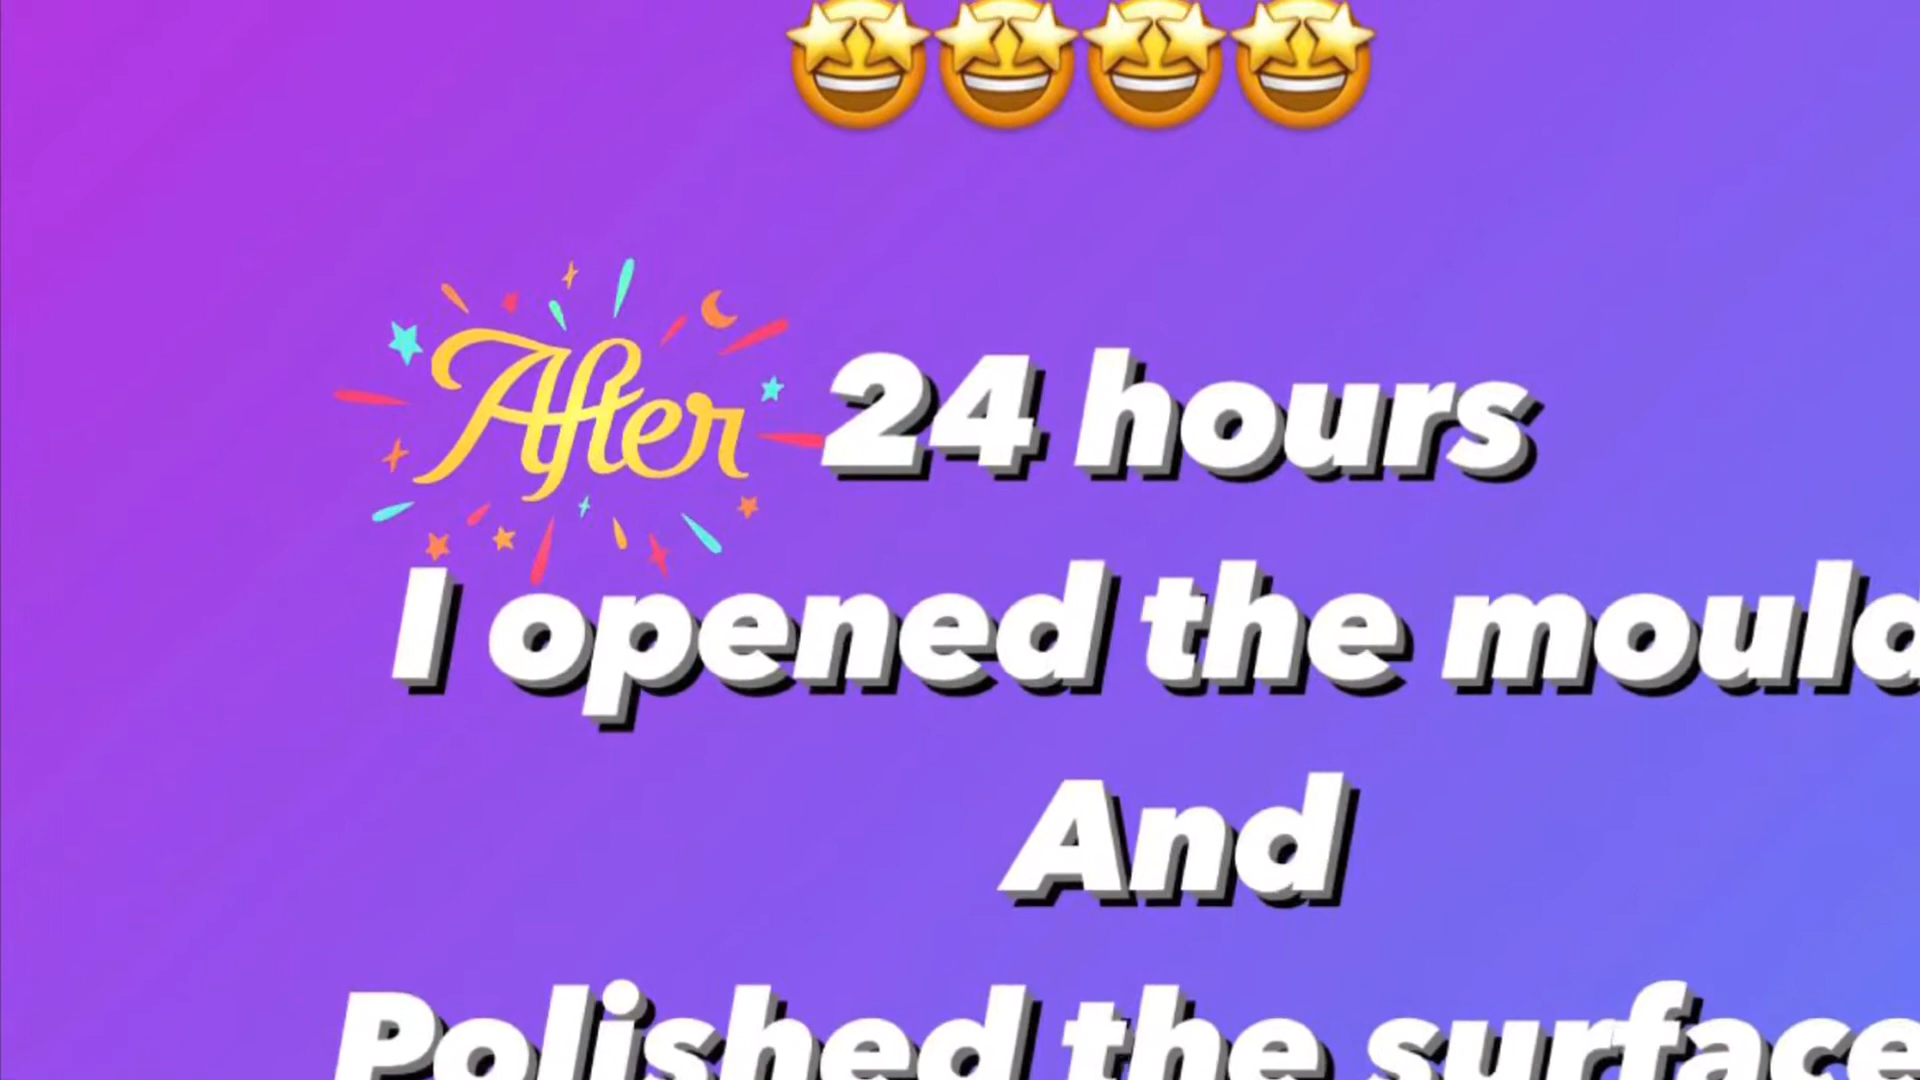 🤩🤩🤩🤩
After 24 hours
I opened the mould
And
Polished the surface